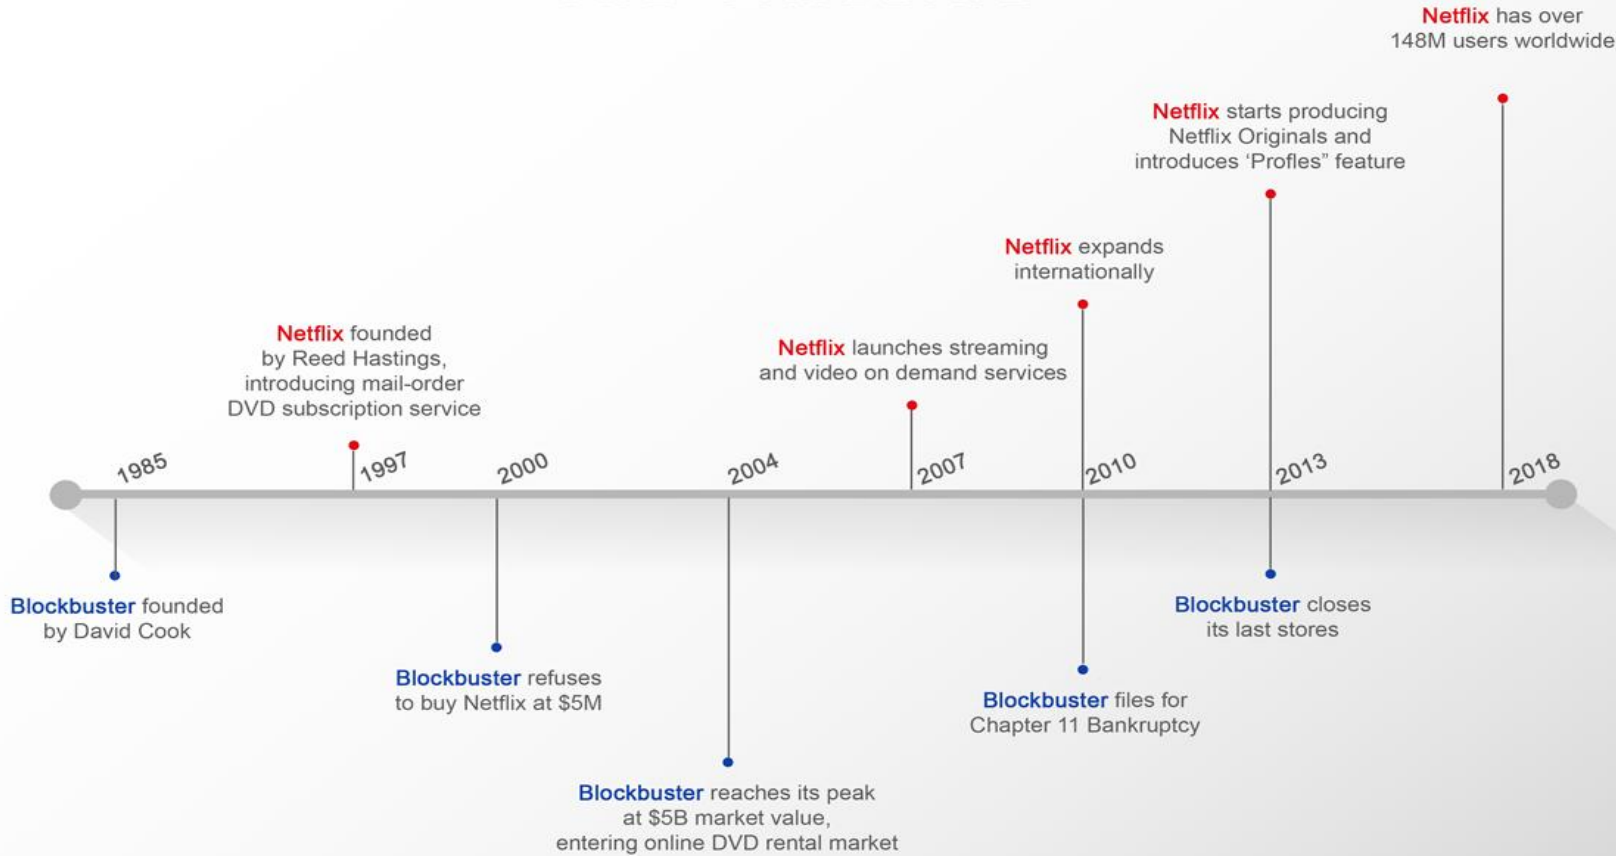 Netflix has over
148M users worldwide
Netflix starts producing
Netflix Originals and
introduces ‘Profles” feature
Netflix expands
internationally
Netflix founded
by Reed Hastings,
introducing mail-order
DVD subscription service
Netflix launches streaming
and video on demand services
1985
1997
2000
2004
2007
2010
2013
2018
Blockbuster founded
by David Cook
Blockbuster refuses
to buy Netflix at $5M
Blockbuster reaches its peak
at $5B market value,
entering online DVD rental market
Blockbuster files for
Chapter 11 Bankruptcy
Blockbuster closes
its last stores